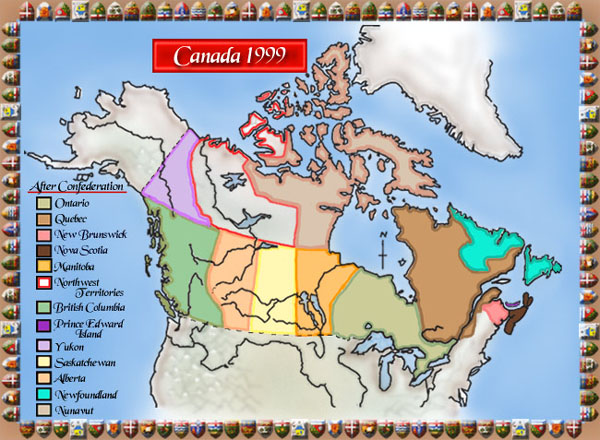 Canada 1999
After Confederation
Ontario
Quebec
New Brunswick
Nova Scotia
Manitoba
Northwest
Territories
British Columbia
Prince Edward
Island
Yukon
Saskatchewan
Alberta
Newfoundland
Nunavut
N